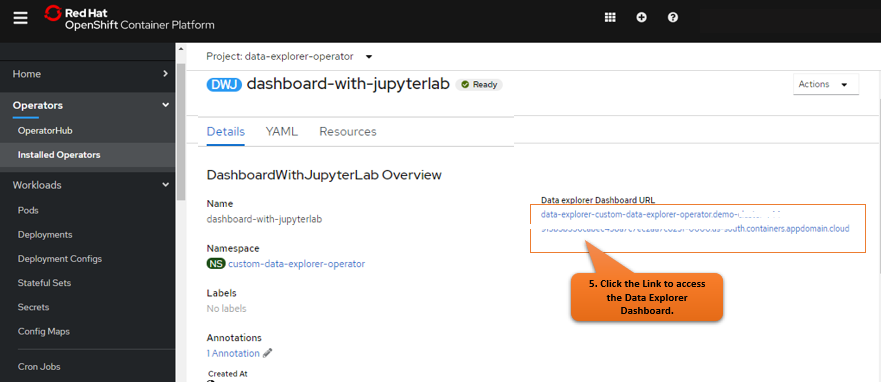 Red Hat
OpenShift Container Platform
Project: data-explorer-operator
DWJ dashboard-with-jupyterlab Ready
Actions
Home
Operators
OperatorHub
Installed Operators
Workloads
Pods
Deployments
Deployment Configs
Stateful Sets
Secrets
Config Maps
Cron Jobs
Details YAML Resources
DashboardWithJupyterLab Overview
Name
dashboard-with-jupyterlab
Namespace
NS custom-data-explorer-operator
Labels
No labels
Annotations
1 Annotation
Created At
Data explorer Dashboard URL
data-explorer-custom-data-explorer-operator.demo-
south.containers.appdomain.cloud
5. Click the Link to access
the Data Explorer
Dashboard.